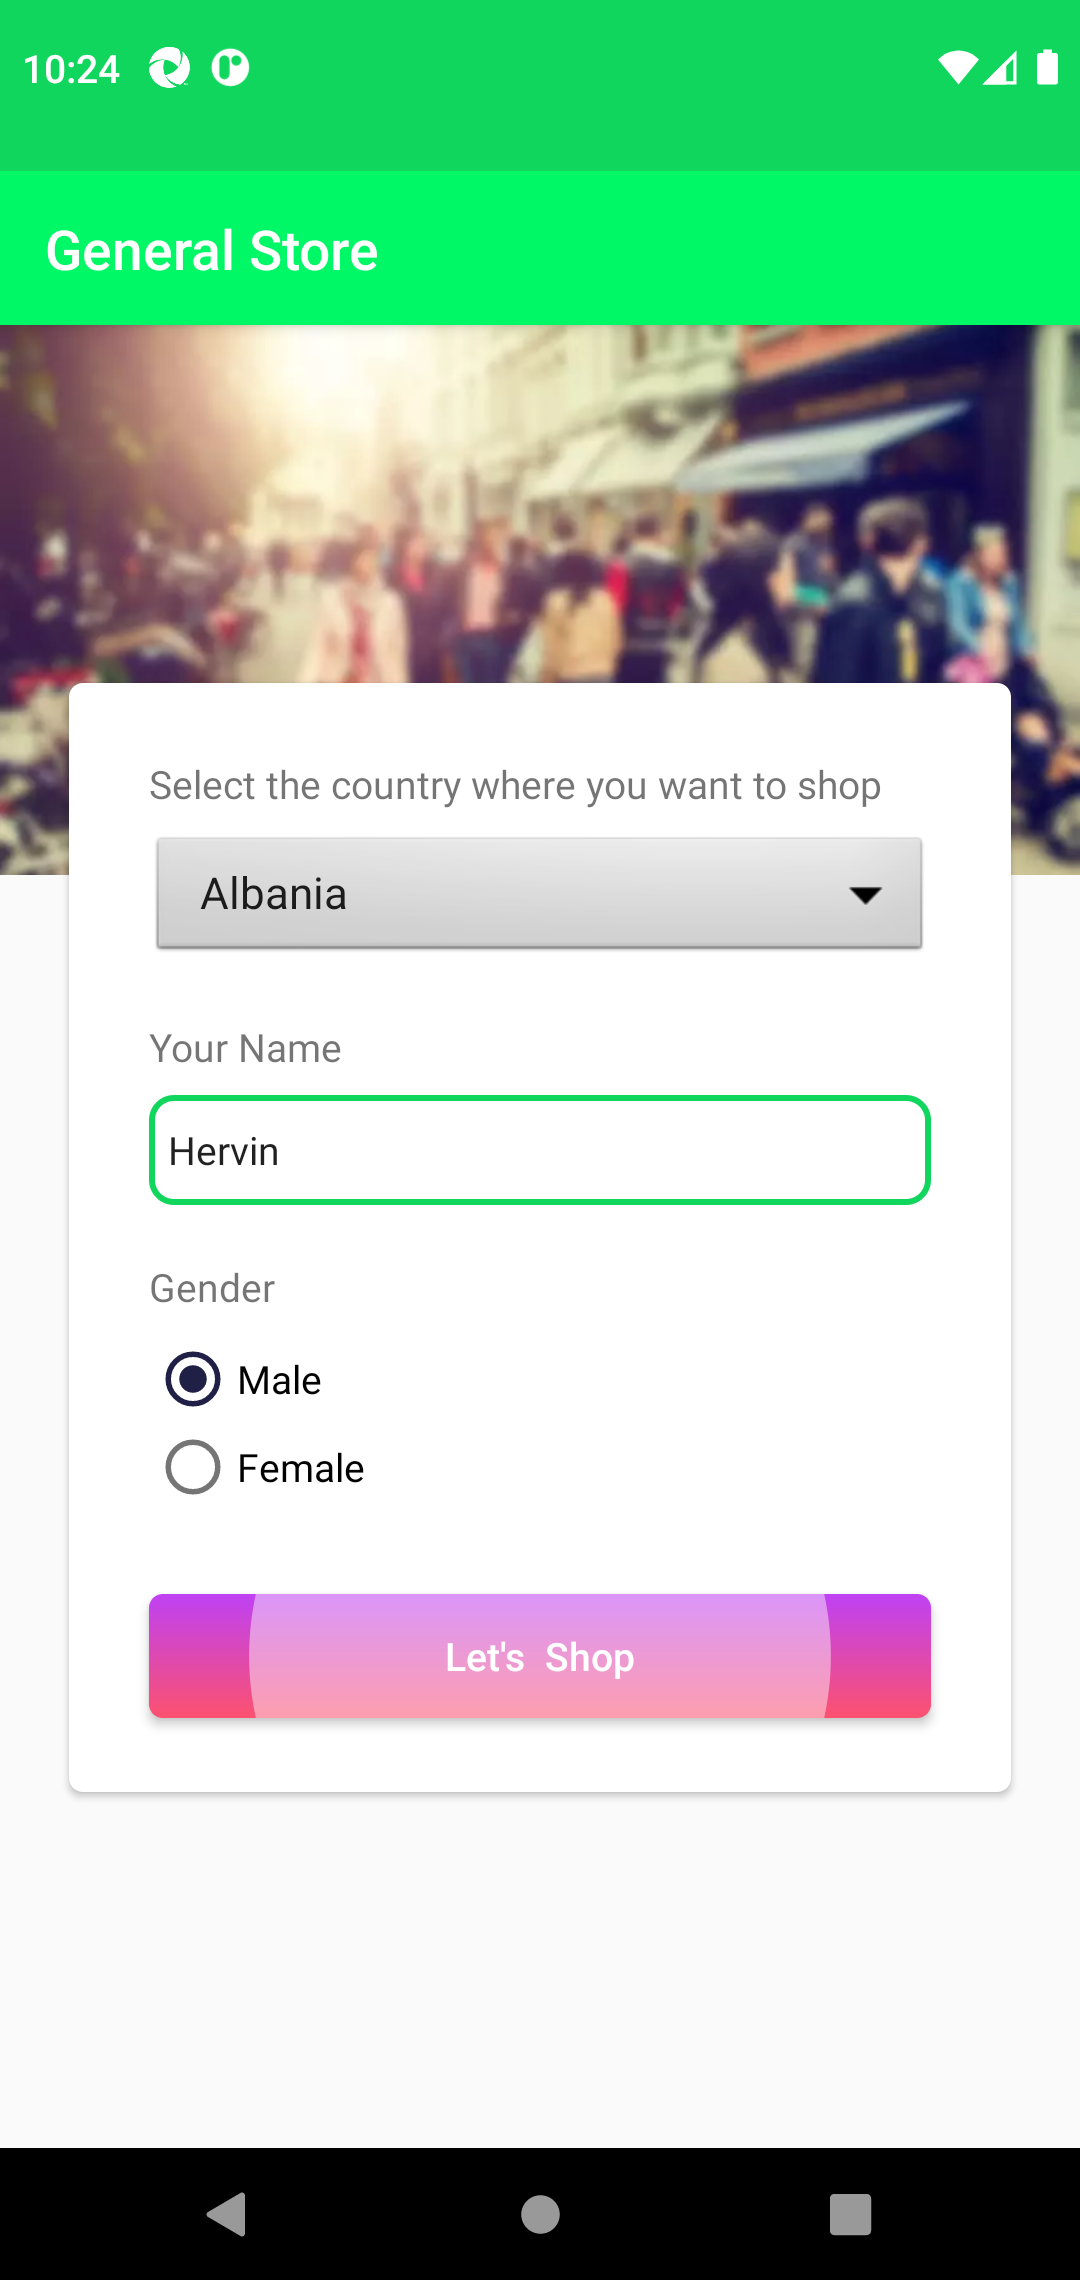 10:24
General Store
Select the country where you want to shop
Albania
Your Name
Hervin
Gender
Male
Female
Let's Shop